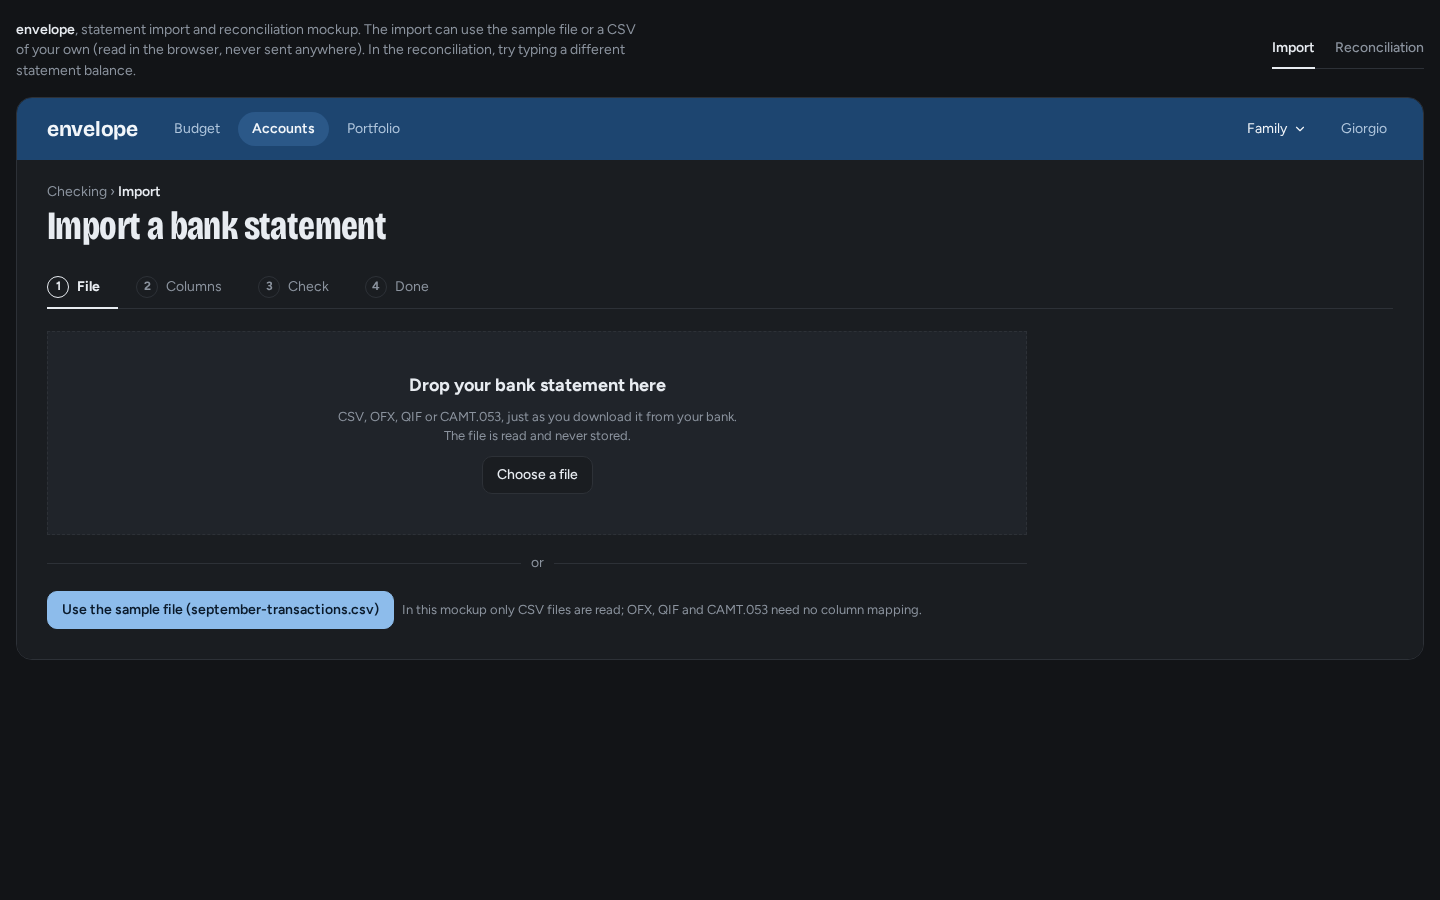 envelope, statement import and reconciliation mockup. The import can use the sample file or a CSV
of your own (read in the browser, never sent anywhere). In the reconciliation, try typing a different
statement balance.
Import Reconciliation
envelope Budget Accounts Portfolio Family Giorgio
Checking › Import
Import a bank statement
1 File 2 Columns 3 Check 4 Done
Drop your bank statement here
CSV, OFX, QIF or CAMT.053, just as you download it from your bank.
The file is read and never stored.
Choose a file
or
Use the sample file (september-transactions.csv) In this mockup only CSV files are read; OFX, QIF and CAMT.053 need no column mapping.